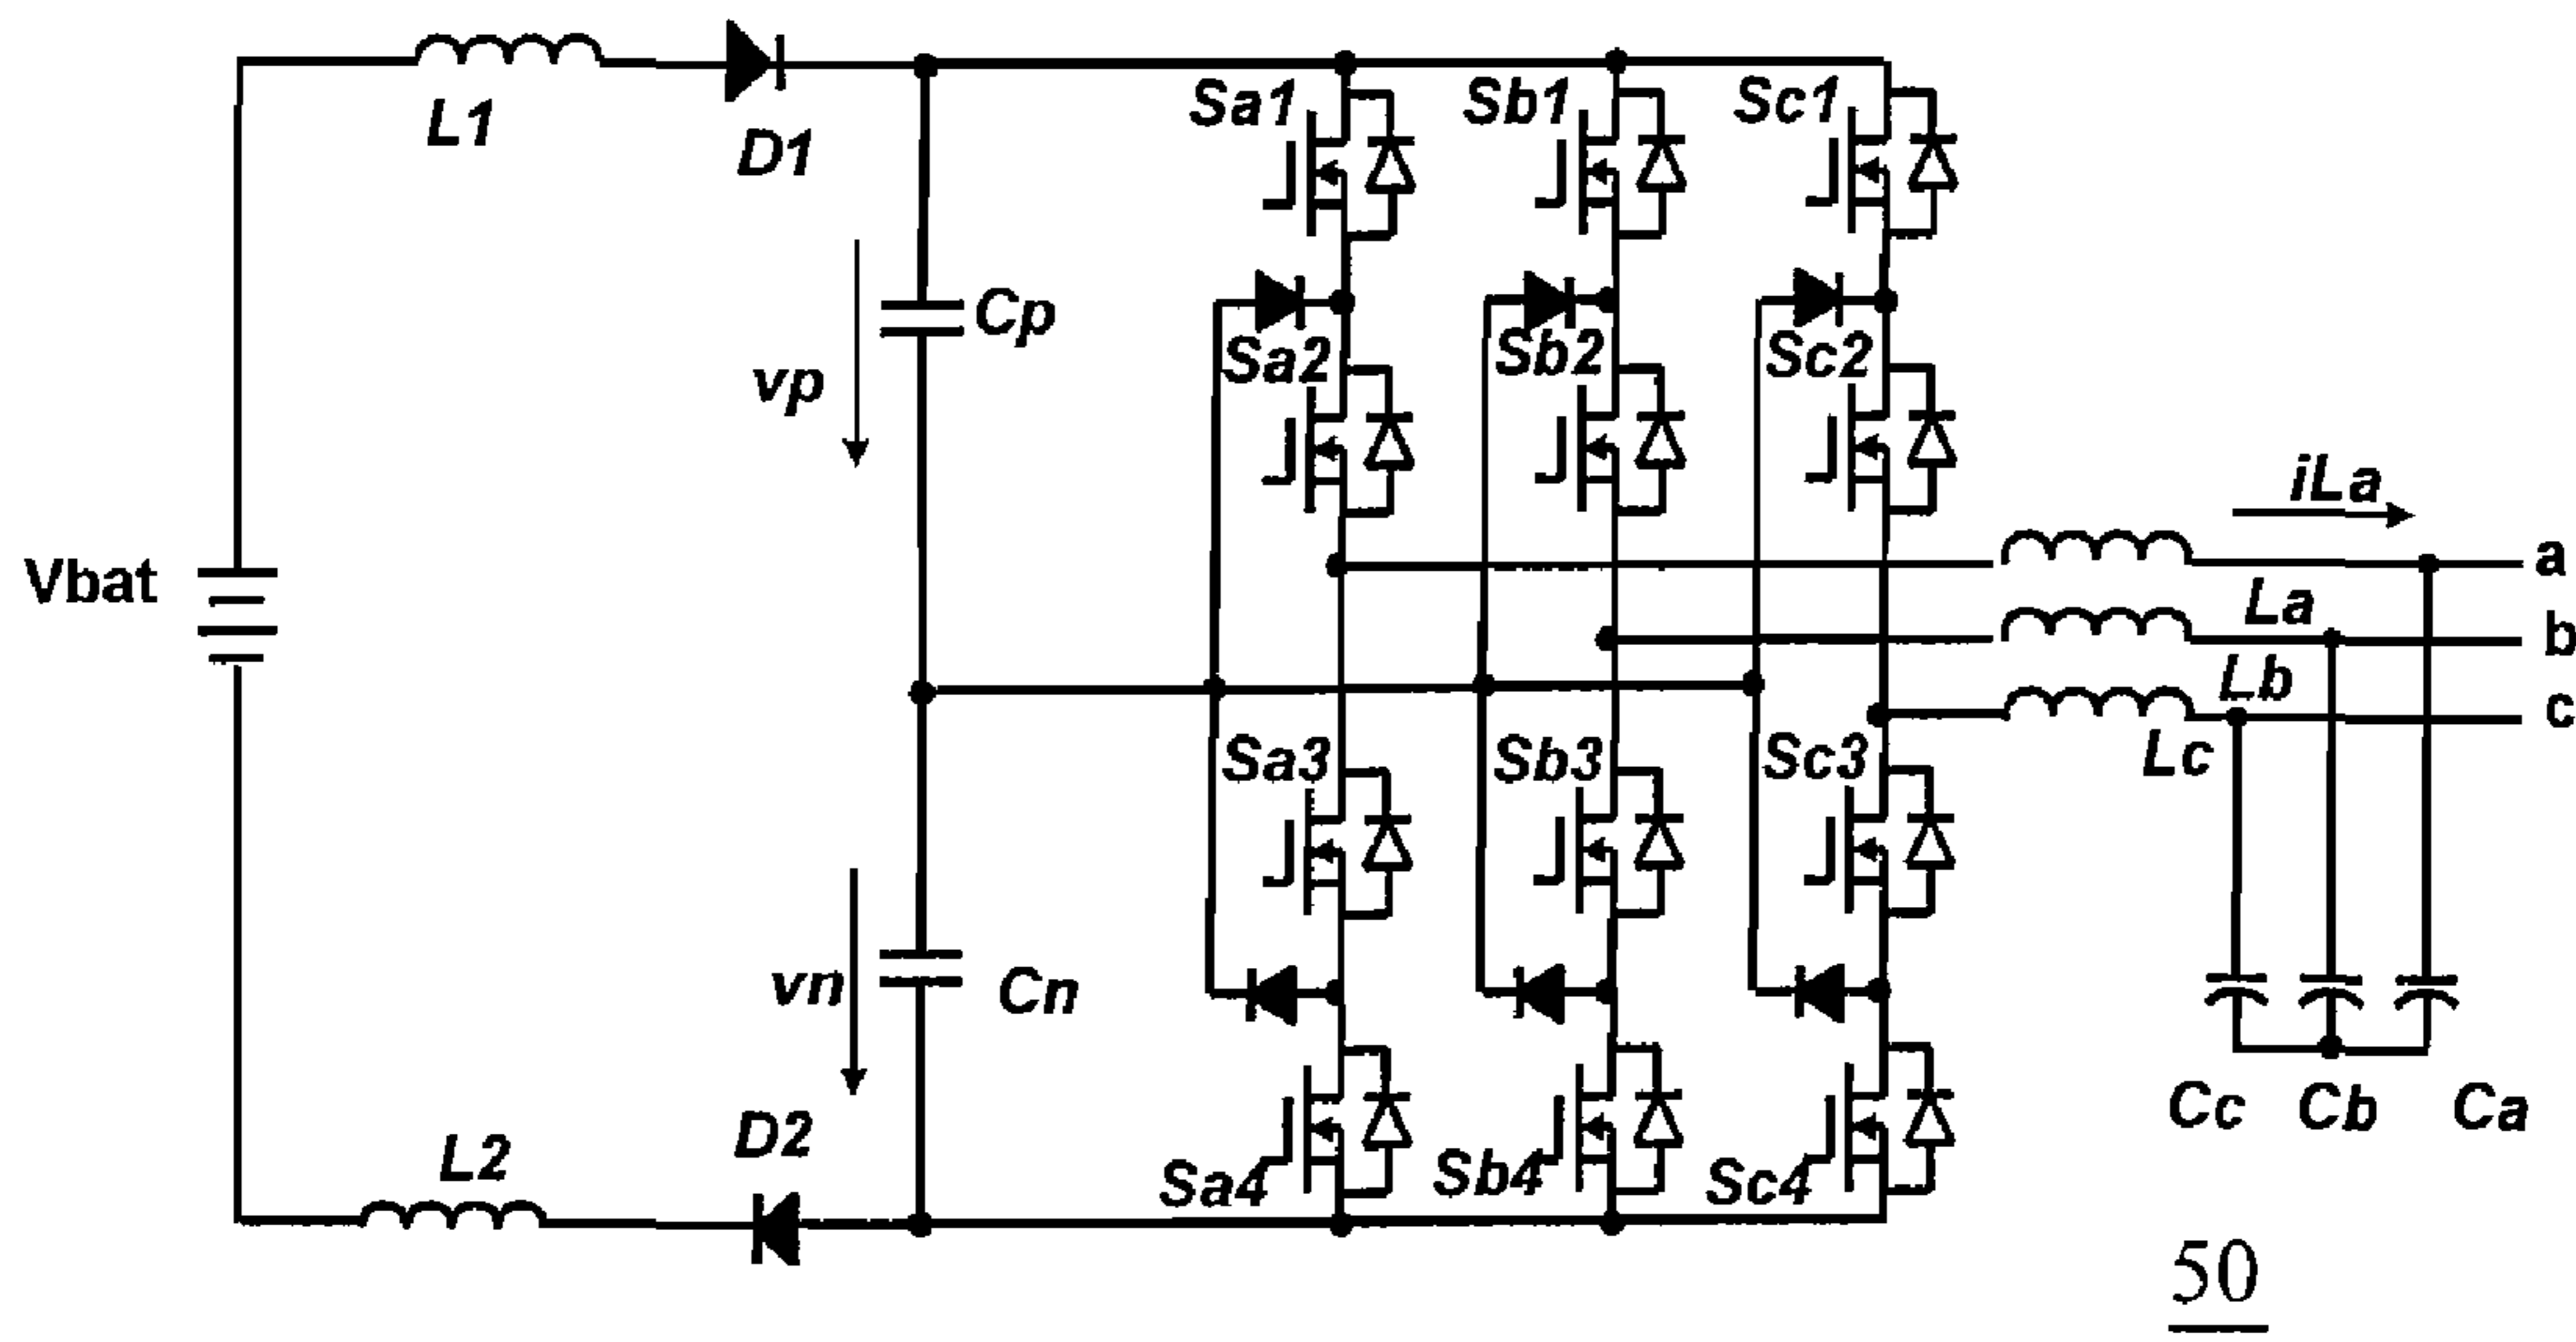 Sa1 Sb1 Sc1
L1
D1
Cp
Sa2 Sb2 Sc2
vp
iLa
Vbat
a
La
b
Lb
c
Sa3 Sb3 Sc3
Lc
vn
Cn
D2
L2
Sa4 Sb4 Sc4
Cc Cb Ca
50